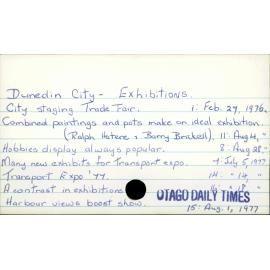 Dunedin City - Exhibitions.
City staging Trade Fair. 1: Feb. 27, 1976.
Combined paintings and pots make an ideal exhibition.
(Ralph Hotere & Barry Brickell), 11: Aug 4, "
Hobbies display always popular. 8: Aug 28, "
Many new exhibits for Transport expo. 4: July 5, 1977
Transport Expo '77. 14: " 14, "
A contrast in exhibitions " 18, "
OTAGO DAILY TIMES
Harbour views boost show. 15: Aug. 1, 1977